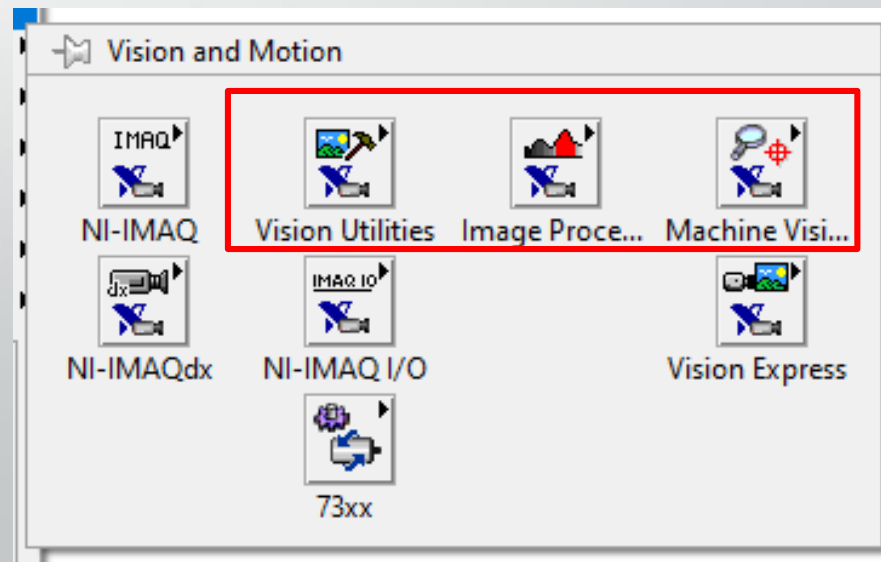 Vision and Motion
IMAQ
NI-IMAQ
Vision Utilities
Image Proce...
Machine Visi...
dx
IMAQ IO
NI-IMAQdx
NI-IMAQ I/O
Vision Express
73xx